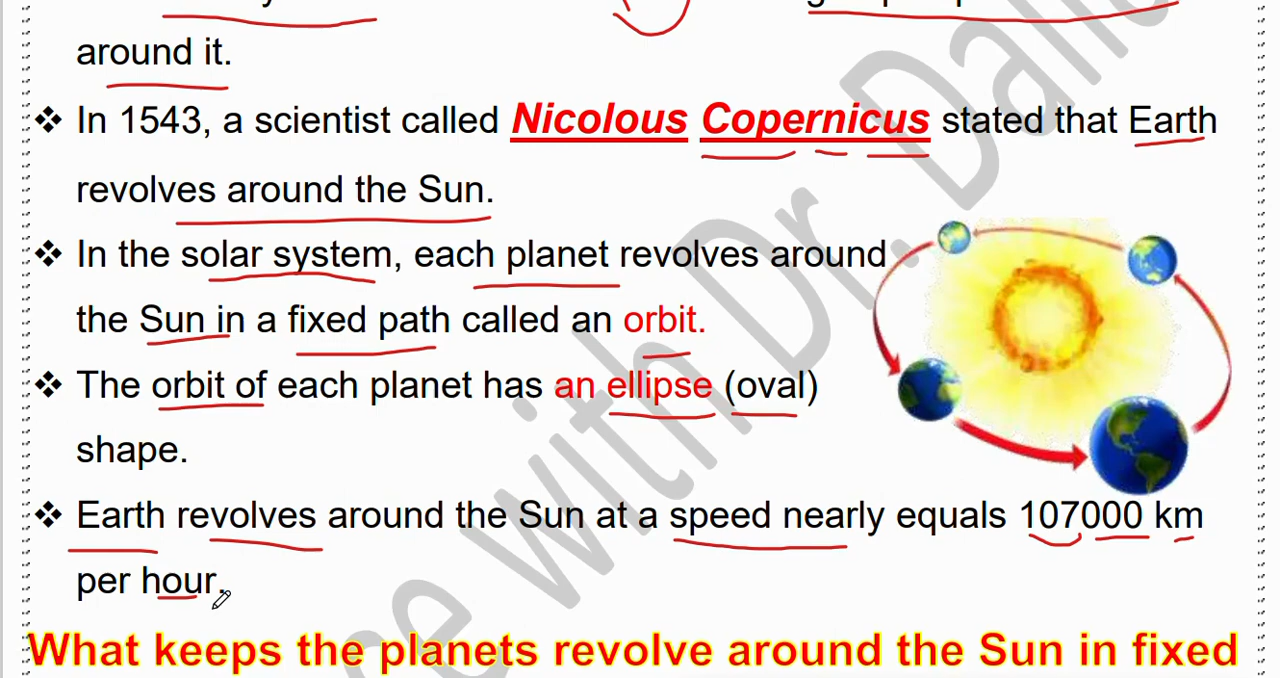 around it.
❖ In 1543, a scientist called Nicolous Copernicus stated that Earth
revolves around the Sun.
❖ In the solar system, each planet revolves around
the Sun in a fixed path called an orbit.
❖ The orbit of each planet has an ellipse (oval)
shape.
❖ Earth revolves around the Sun at a speed nearly equals 107000 km
per hour.
What keeps the planets revolve around the Sun in fixed
with Dr.